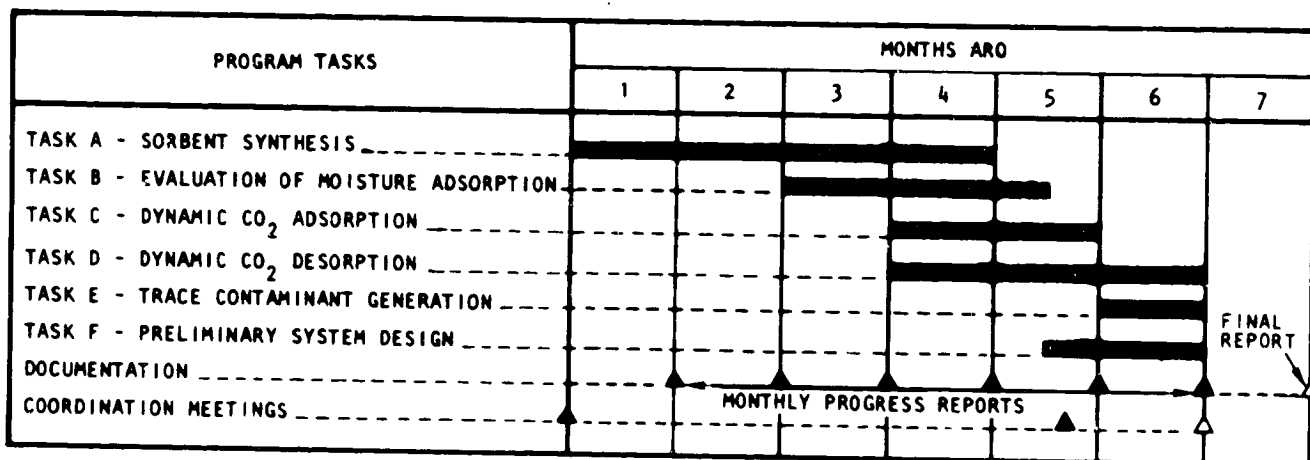 PROGRAM TASKS
MONTHS ARO
1 2 3 4 5 6 7
TASK A - SORBENT SYNTHESIS
TASK B - EVALUATION OF MOISTURE ADSORPTION
TASK C - DYNAMIC CO2 ADSORPTION
TASK D - DYNAMIC CO2 DESORPTION
TASK E - TRACE CONTAMINANT GENERATION
TASK F - PRELIMINARY SYSTEM DESIGN
FINAL
REPORT
DOCUMENTATION
MONTHLY PROGRESS REPORTS
COORDINATION MEETINGS